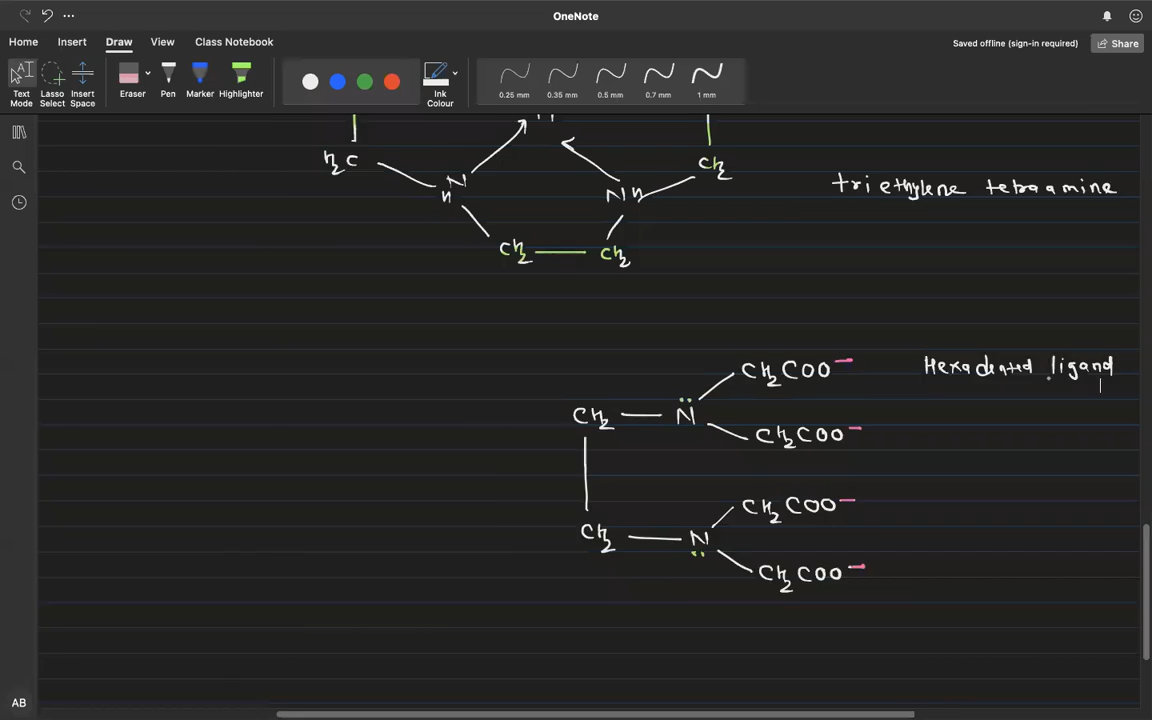 OneNote
Home Insert Draw View Class Notebook
Saved offline (sign-in required) Share
Text Mode Lasso Select Insert Space Eraser Pen Marker Highlighter Ink Colour 0.25 mm 0.35 mm 0.5 mm 0.7 mm 1 mm
H2C CH2
N H NH
triethylene tetraamine
CH2 CH2
CH2COO−
Hexadented ligand
CH2 N
CH2COO−
CH2COO−
CH2 N
CH2COO−
AB